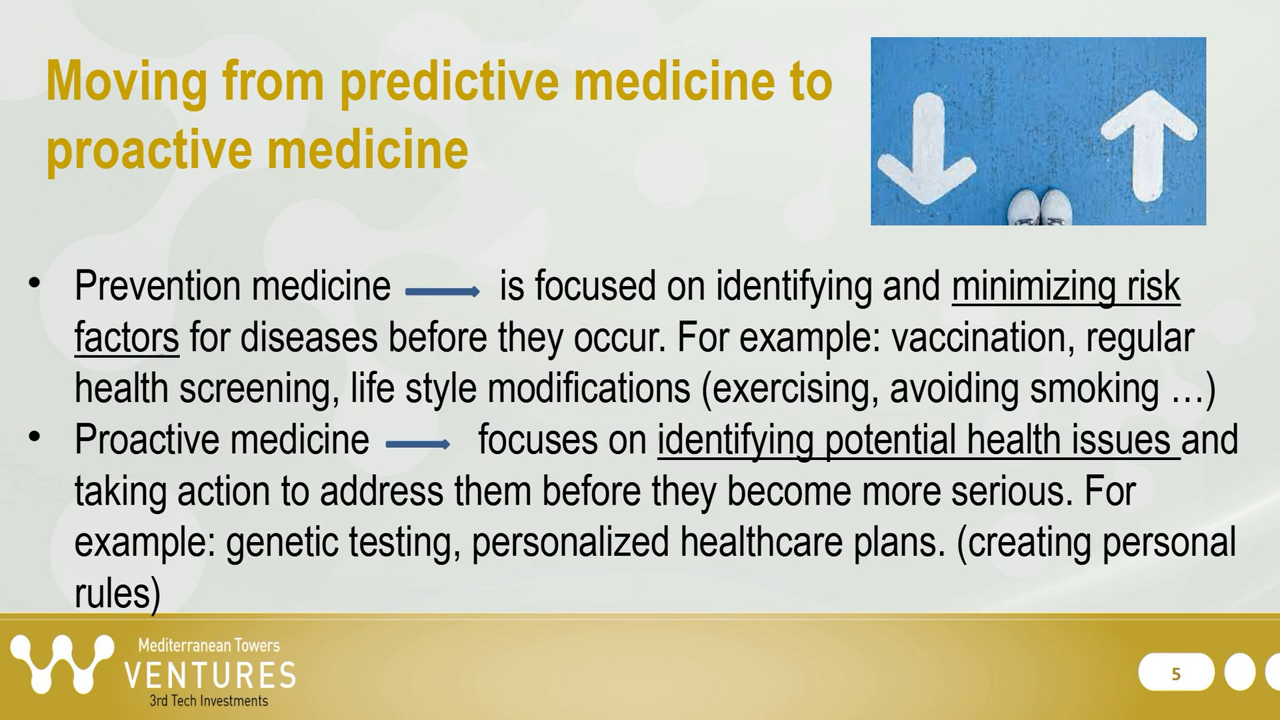 Moving from predictive medicine to
proactive medicine
• Prevention medicine is focused on identifying and minimizing risk
factors for diseases before they occur. For example: vaccination, regular
health screening, life style modifications (exercising, avoiding smoking …)
• Proactive medicine focuses on identifying potential health issues and
taking action to address them before they become more serious. For
example: genetic testing, personalized healthcare plans. (creating personal
rules)
Mediterranean Towers
VENTURES
3rd Tech Investments
5